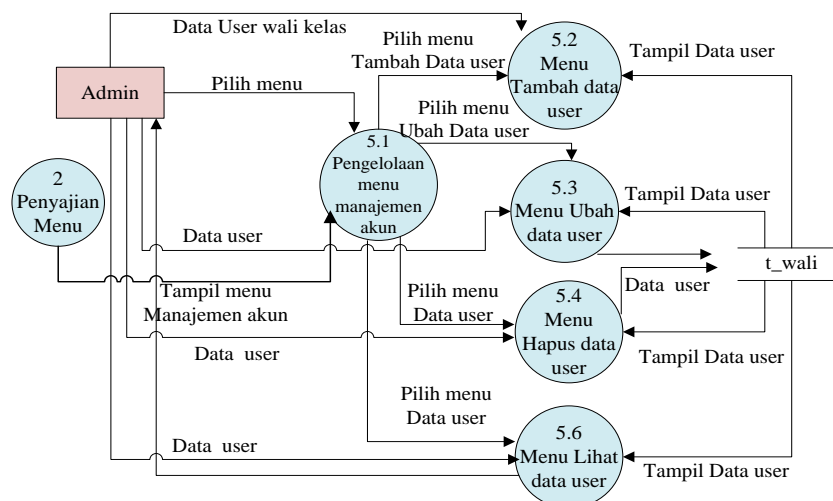 Data User wali kelas
Pilih menu
Tambah Data user
5.2
Menu
Tambah data
user
Tampil Data user
Admin
Pilih menu
Pilih menu
Ubah Data user
5.1
Pengelolaan
menu
manajemen
akun
2
Penyajian
Menu
5.3
Menu Ubah
data user
Tampil Data user
Data user
t_wali
Tampil menu
Manajemen akun
Pilih menu
Data user
5.4
Menu
Hapus data
user
Data  user
Data  user
Tampil Data user
Pilih menu
Data user
5.6
Menu Lihat
data user
Data  user
Tampil Data user